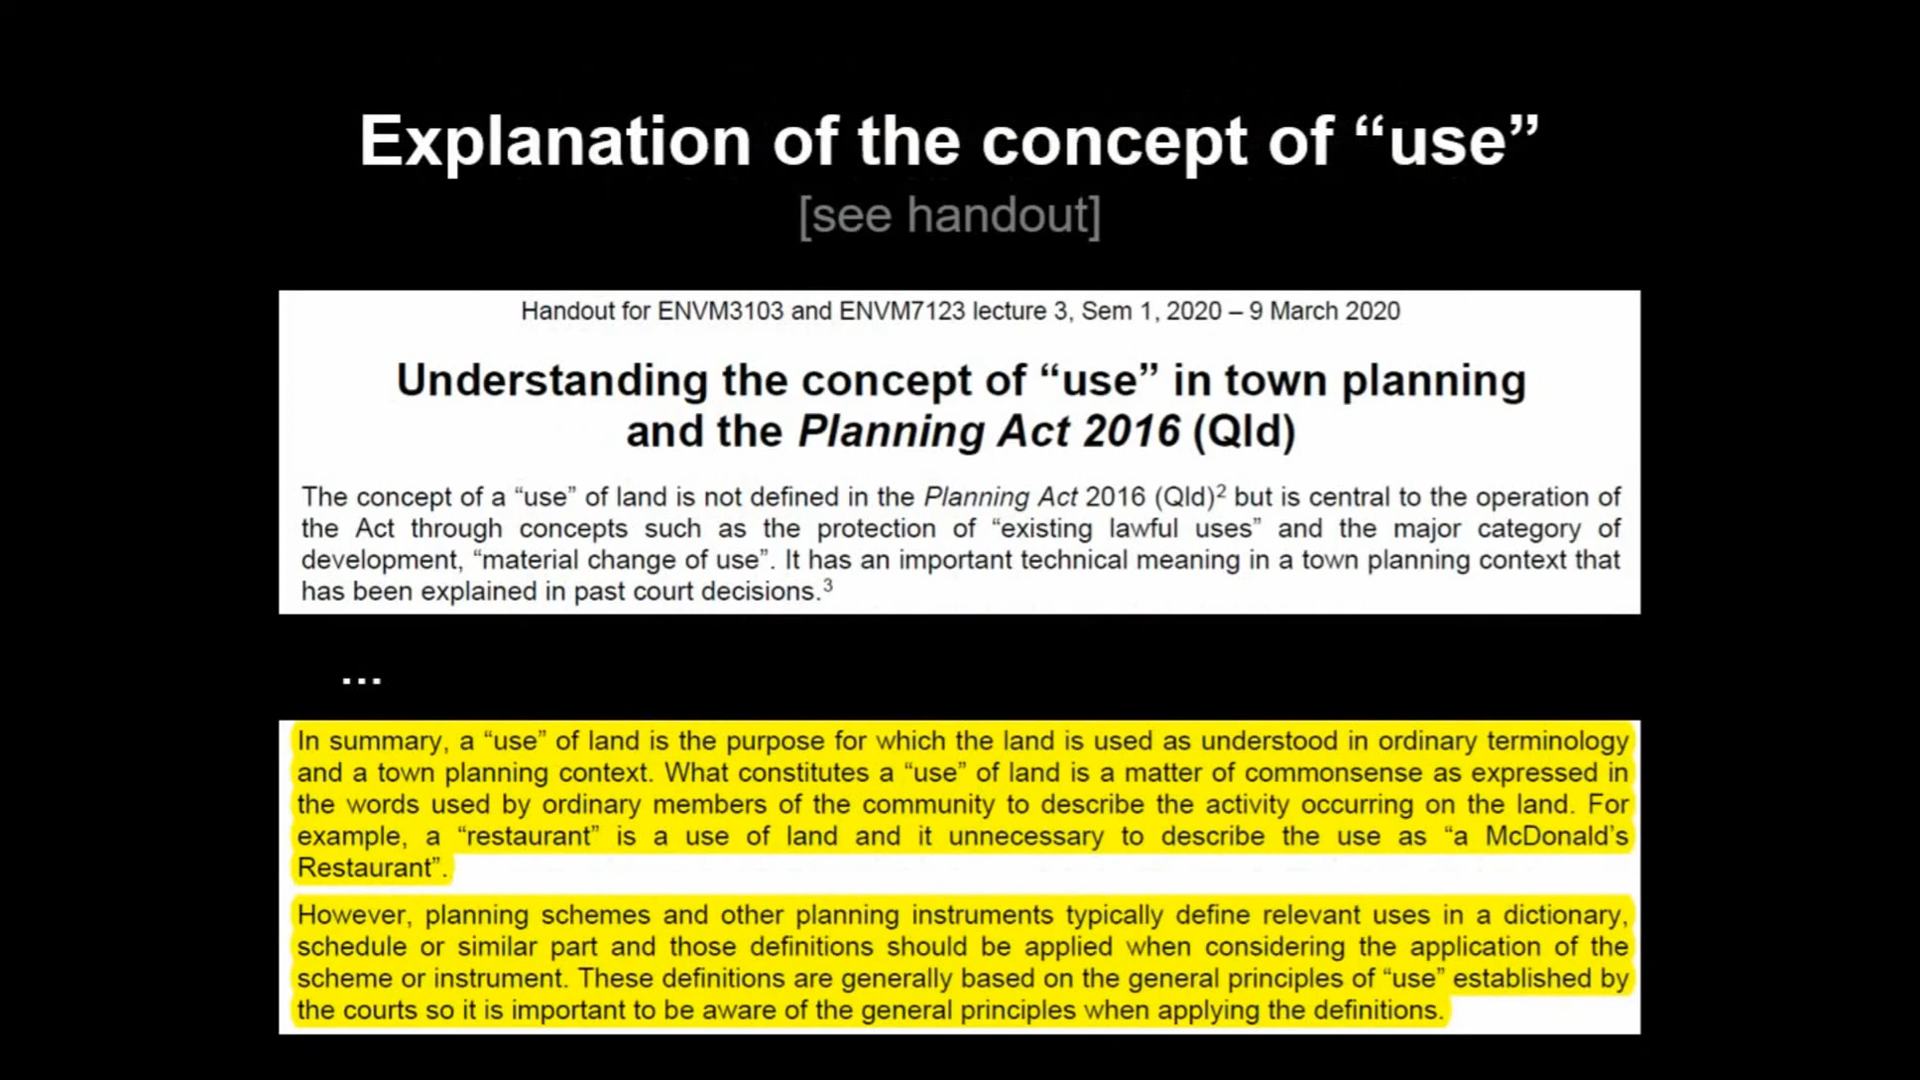 Explanation of the concept of “use”
[see handout]
Handout for ENVM3103 and ENVM7123 lecture 3, Sem 1, 2020 – 9 March 2020
Understanding the concept of “use” in town planning
and the Planning Act 2016 (Qld)
The concept of a “use” of land is not defined in the Planning Act 2016 (Qld)² but is central to the operation of
the Act through concepts such as the protection of “existing lawful uses” and the major category of
development, “material change of use”. It has an important technical meaning in a town planning context that
has been explained in past court decisions.³
...
In summary, a “use” of land is the purpose for which the land is used as understood in ordinary terminology
and a town planning context. What constitutes a “use” of land is a matter of commonsense as expressed in
the words used by ordinary members of the community to describe the activity occurring on the land. For
example, a “restaurant” is a use of land and it unnecessary to describe the use as “a McDonald’s
Restaurant”.
However, planning schemes and other planning instruments typically define relevant uses in a dictionary,
schedule or similar part and those definitions should be applied when considering the application of the
scheme or instrument. These definitions are generally based on the general principles of “use” established by
the courts so it is important to be aware of the general principles when applying the definitions.